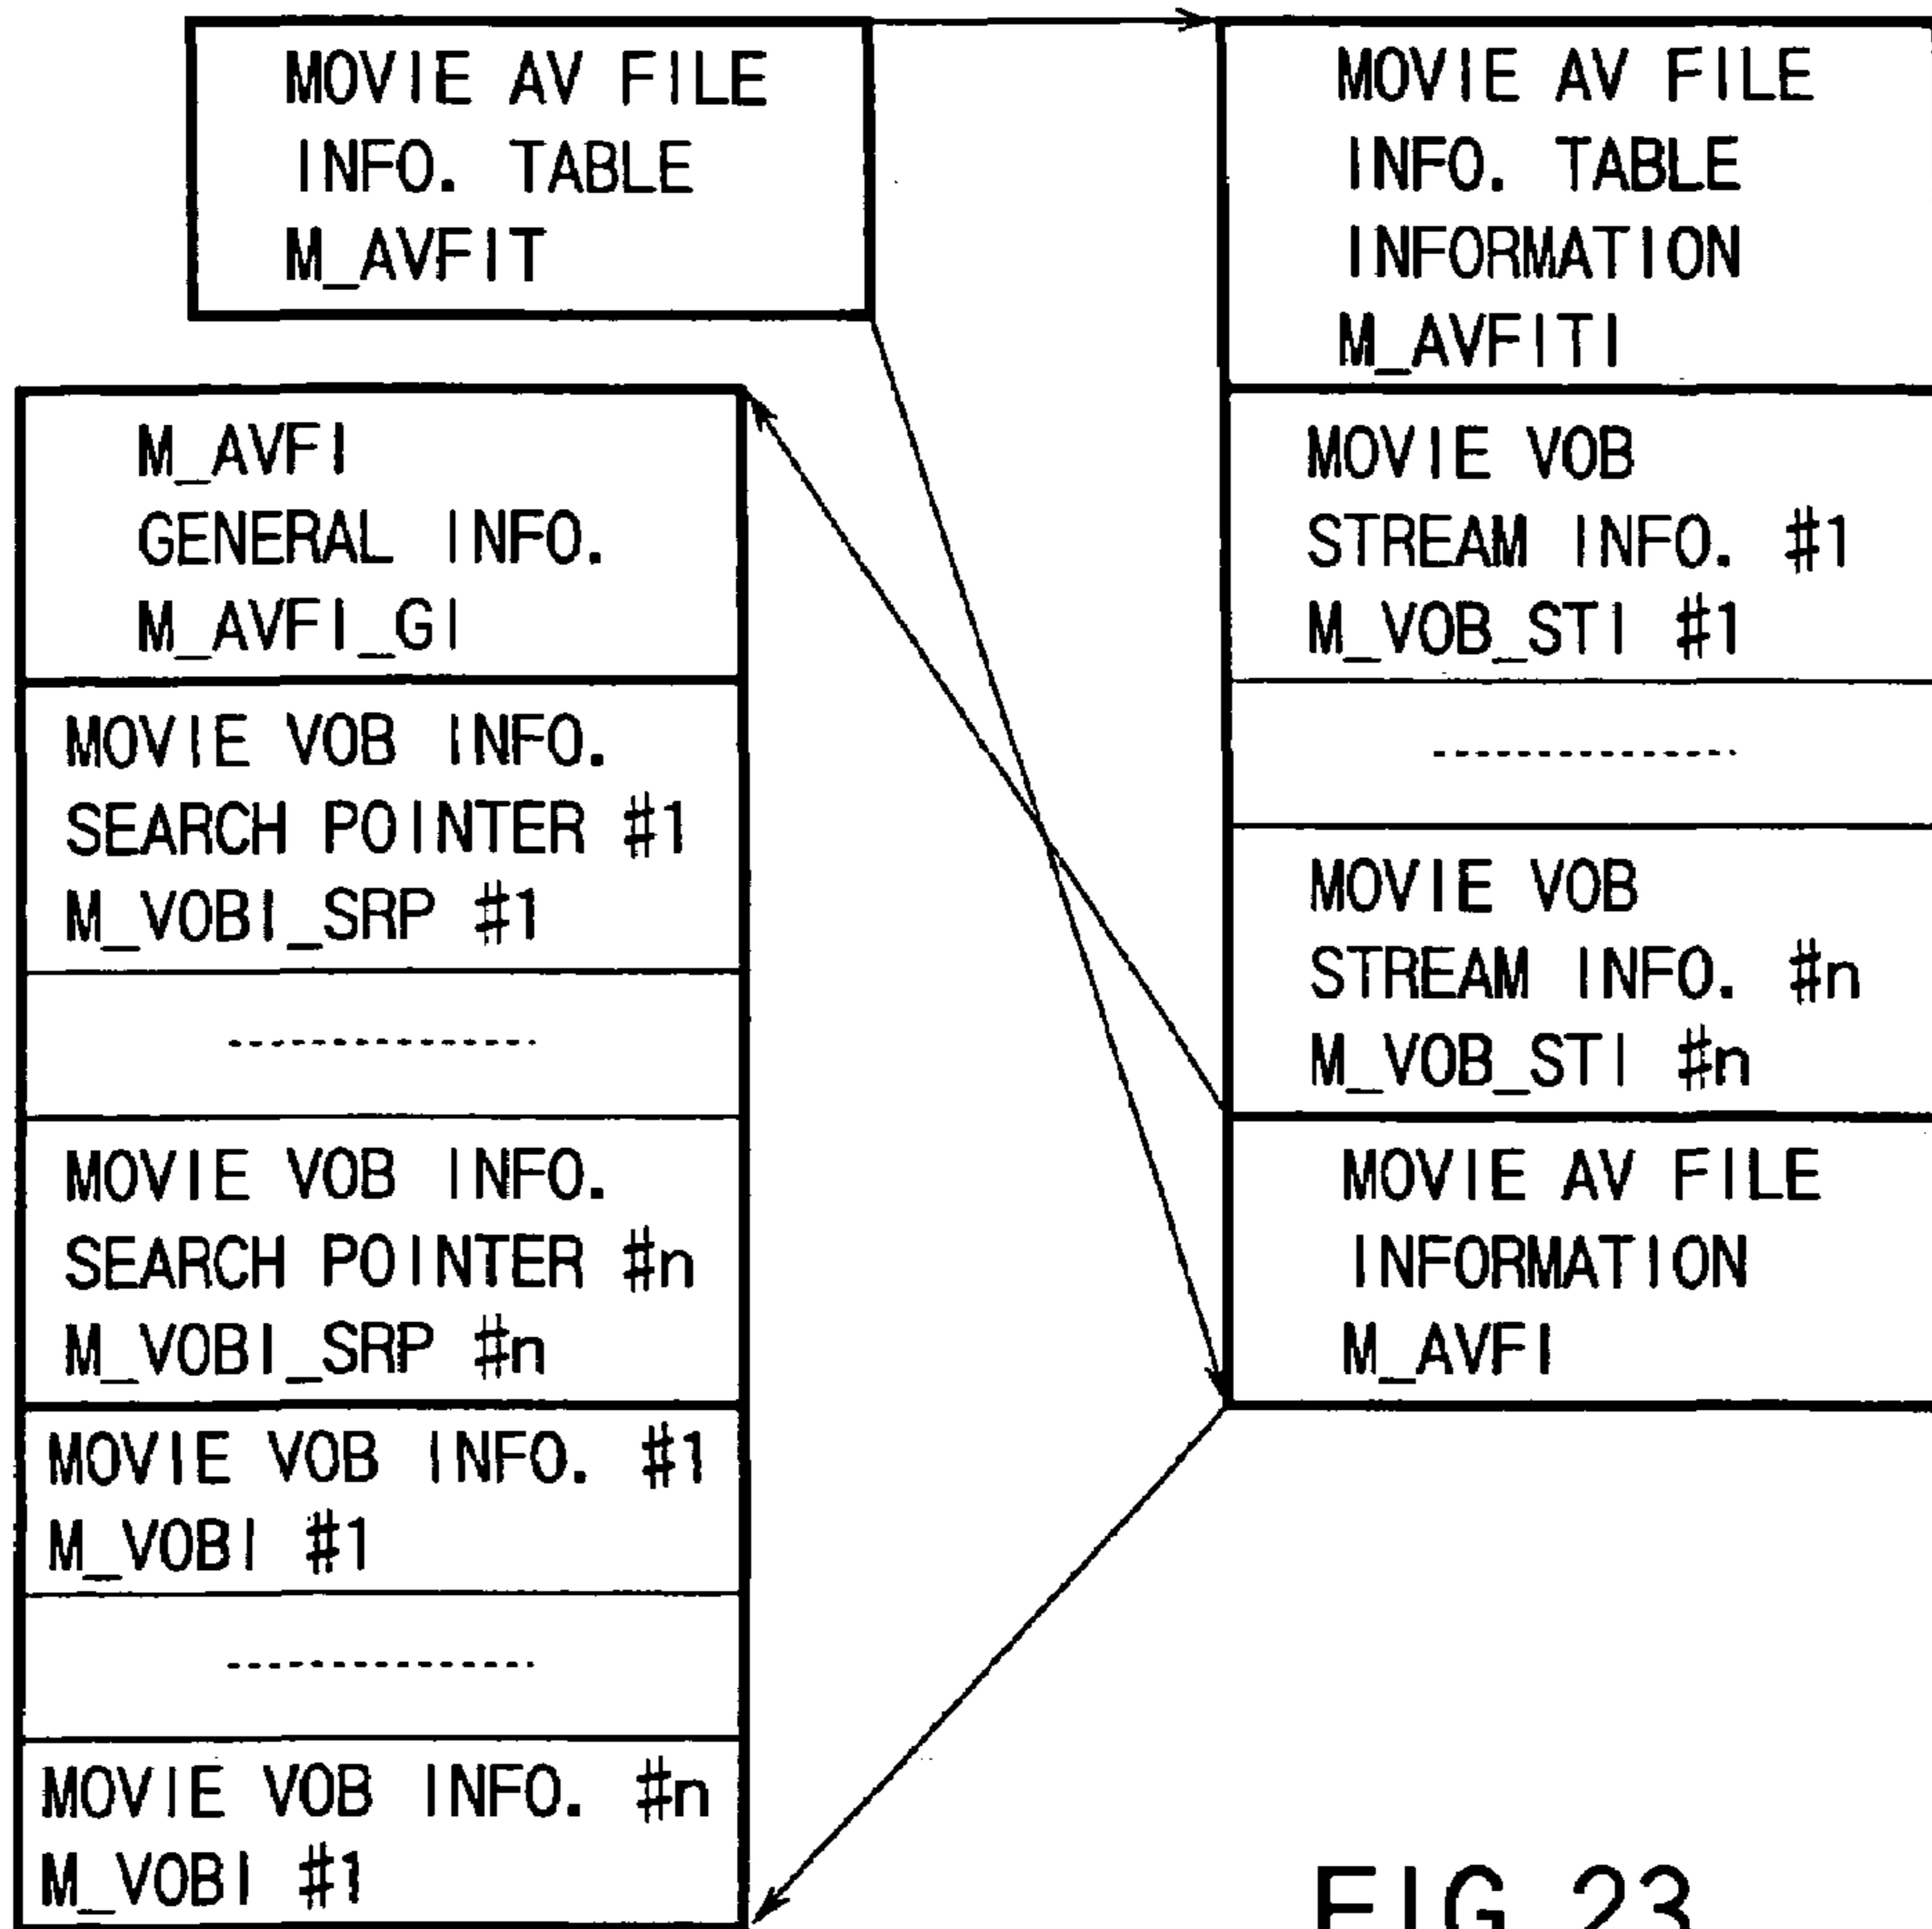 MOVIE AV FILE
INFO. TABLE
M_AVFIT
MOVIE AV FILE
INFO. TABLE
INFORMATION
M_AVFITI
MOVIE VOB
STREAM INFO. #1
M_VOB_STI #1
MOVIE VOB
STREAM INFO. #n
M_VOB_STI #n
MOVIE AV FILE
INFORMATION
M_AVFI
M_AVFI
GENERAL INFO.
M_AVFI_GI
MOVIE VOB INFO.
SEARCH POINTER #1
M_VOBI_SRP #1
MOVIE VOB INFO.
SEARCH POINTER #n
M_VOBI_SRP #n
MOVIE VOB INFO. #1
M_VOBI #1
MOVIE VOB INFO. #n
M_VOBI #1
FIG. 23